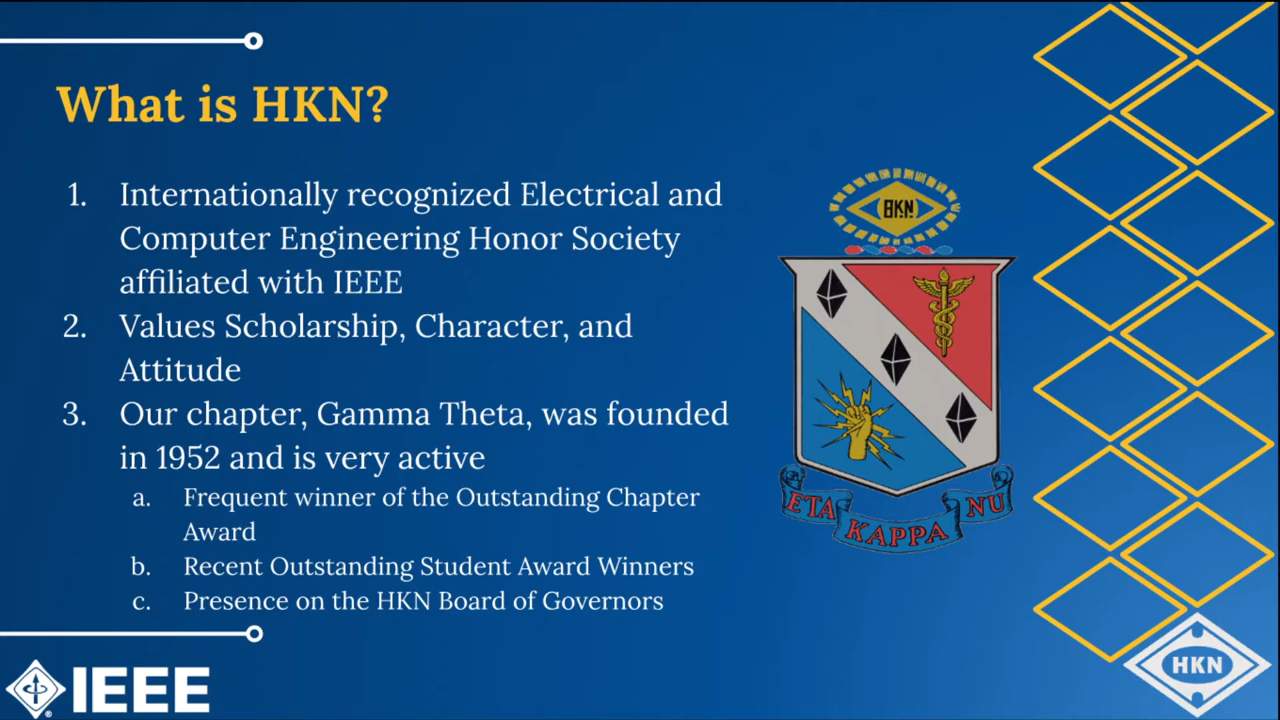 What is HKN?
1. Internationally recognized Electrical and
Computer Engineering Honor Society
affiliated with IEEE
2. Values Scholarship, Character, and
Attitude
3. Our chapter, Gamma Theta, was founded
in 1952 and is very active
a. Frequent winner of the Outstanding Chapter
Award
b. Recent Outstanding Student Award Winners
c. Presence on the HKN Board of Governors
BKN
ETA KAPPA NU
IEEE
®
HKN